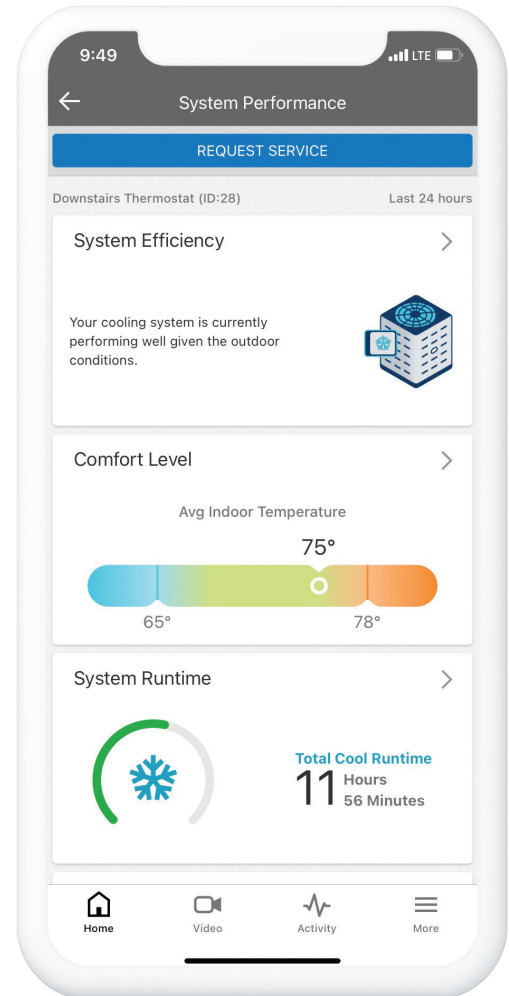 9:49
LTE
System Performance
REQUEST SERVICE
Downstairs Thermostat (ID:28)
Last 24 hours
System Efficiency
Your cooling system is currently
performing well given the outdoor
conditions.
Comfort Level
Avg Indoor Temperature
75°
65°
78°
System Runtime
Total Cool Runtime
11 Hours
56 Minutes
Home
Video
Activity
More